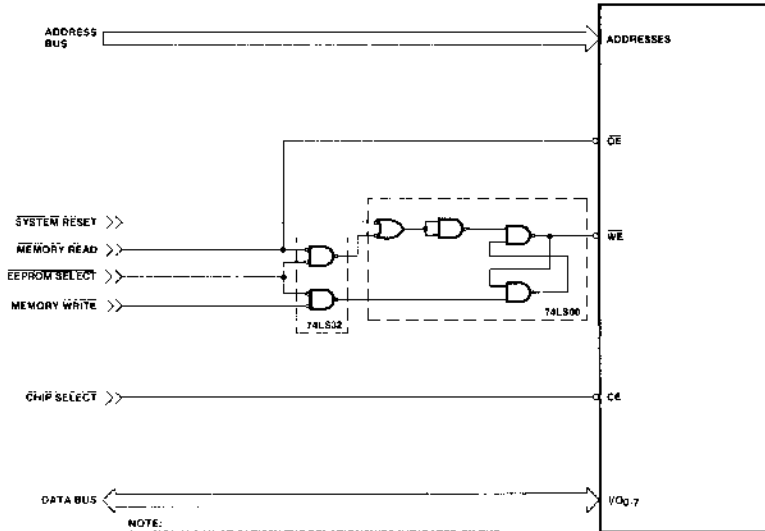 ADDRESS
BUS
ADDRESSES
OE
SYSTEM RESET
MEMORY READ
WE
EEPROM SELECT
MEMORY WRITE
74LS32
74LS00
CHIP SELECT
CE
DATA BUS
I/O0-7
NOTE: